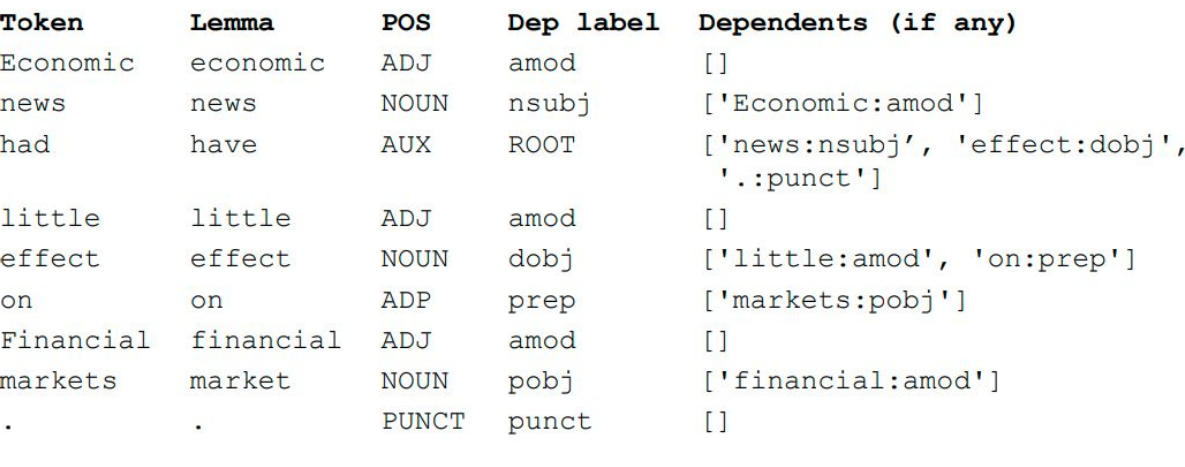 Token Lemma POS Dep label Dependents (if any)
Economic economic ADJ amod []
news news NOUN nsubj ['Economic:amod']
had have AUX ROOT ['news:nsubj’, 'effect:dobj',
'.:punct']
little little ADJ amod []
effect effect NOUN dobj ['little:amod', 'on:prep']
on on ADP prep ['markets:pobj']
Financial financial ADJ amod []
markets market NOUN pobj ['financial:amod']
. . PUNCT punct []